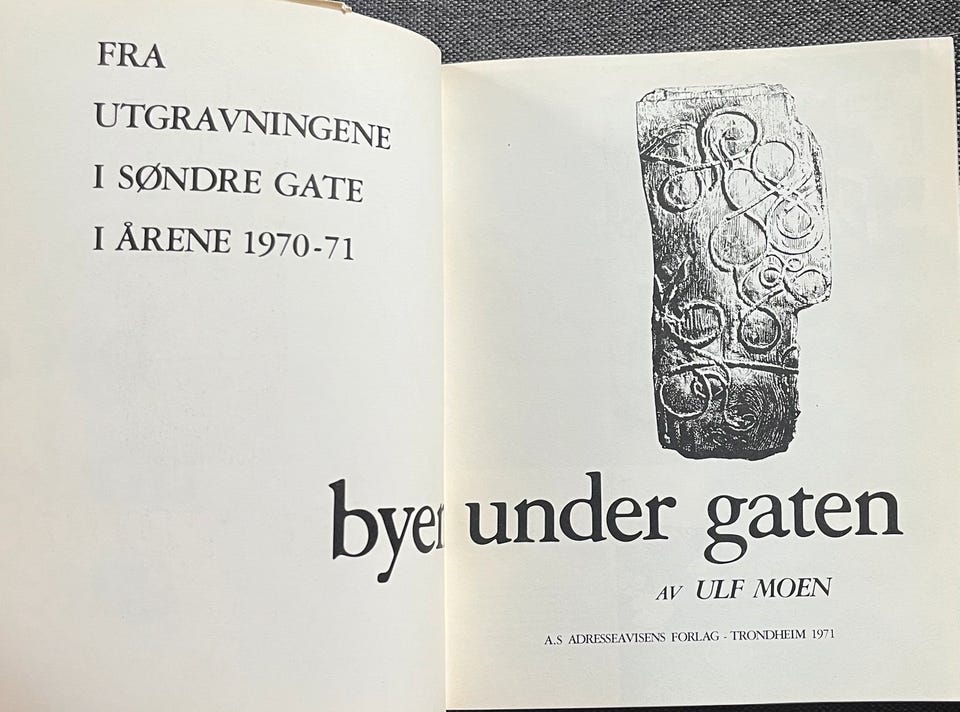 FRA
UTGRAVNINGENE
I SØNDRE GATE
I ÅRENE 1970-71
byen under gaten
AV ULF MOEN
A.S ADRESSEAVISENS FORLAG - TRONDHEIM 1971